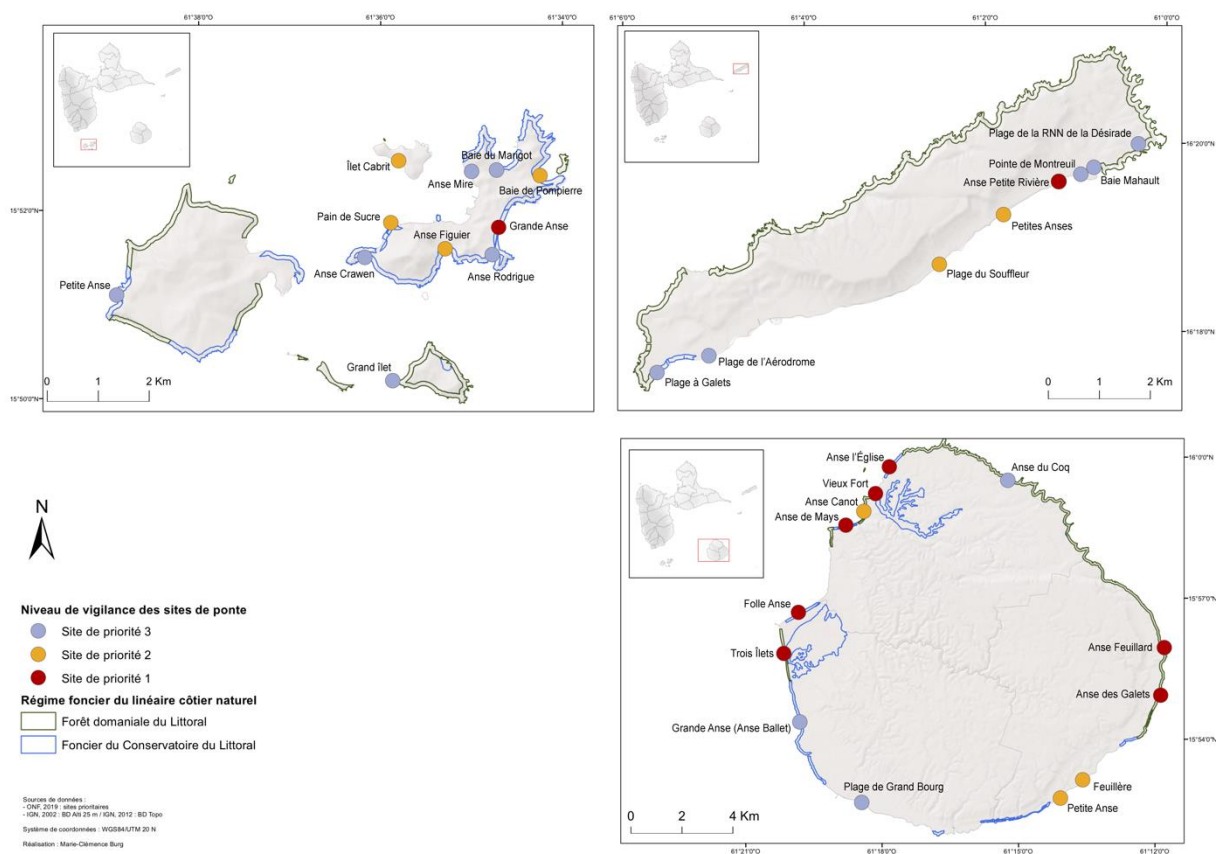 61°38'0"O
61°36'0"O
61°34'0"O
15°52'0"N
15°50'0"N
Îlet Cabrit
Baie du Marigot
Anse Mire
Baie de Pompierre
Pain de Sucre
Anse Figuier
Grande Anse
Anse Crawen
Anse Rodrigue
Petite Anse
Grand Îlet
0 1 2 Km
61°60'0"O
61°40'0"O
61°20'0"O
61°0'0"O
16°20'0"N
16°18'0"N
Plage de la RNN de la Désirade
Pointe de Montreuil
Anse Petite Rivière
Baie Mahault
Petites Anses
Plage du Souffleur
Plage de l'Aérodrome
Plage à Galets
0 1 2 Km
16°0'0"N
15°57'0"N
15°54'0"N
Anse l'Église
Anse du Coq
Vieux Fort
Anse Canot
Anse de Mays
Folle Anse
Trois Îlets
Anse Feuillard
Anse des Galets
Grande Anse (Anse Ballet)
Feuillère
Plage de Grand Bourg
Petite Anse
0 2 4 Km
61°21'0"O
61°18'0"O
61°15'0"O
61°12'0"O
N
Niveau de vigilance des sites de ponte
Site de priorité 3
Site de priorité 2
Site de priorité 1
Régime foncier du linéaire côtier naturel
Forêt domaniale du Littoral
Foncier du Conservatoire du Littoral
Sources de données :
- ONF, 2019 : sites prioritaires
- IGN, 2002 : BD Alti 25 m / IGN, 2012 : BD Topo
Système de coordonnées : WGS84/UTM 20 N
Réalisation : Marie-Clémence Burg